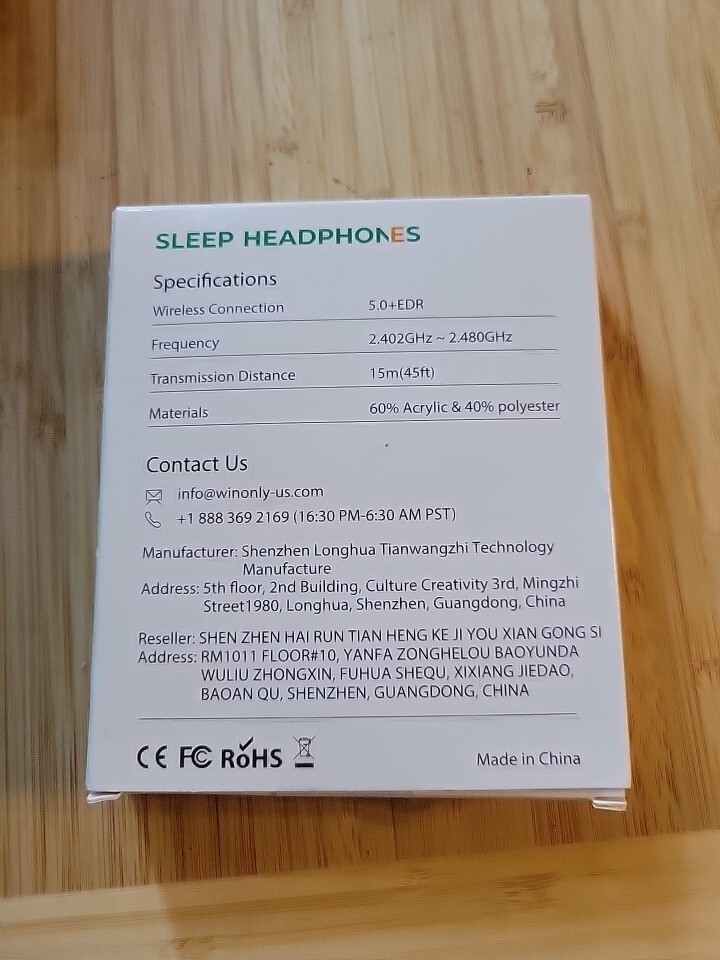 SLEEP HEADPHONES
Specifications
Wireless Connection 5.0+EDR
Frequency 2.402GHz ~ 2.480GHz
Transmission Distance 15m(45ft)
Materials 60% Acrylic & 40% polyester
Contact Us
info@winonly-us.com
+1 888 369 2169 (16:30 PM-6:30 AM PST)
Manufacturer: Shenzhen Longhua Tianwangzhi Technology
Manufacture
Address: 5th floor, 2nd Building, Culture Creativity 3rd, Mingzhi
Street1980, Longhua, Shenzhen, Guangdong, China
Reseller: SHEN ZHEN HAI RUN TIAN HENG KE JI YOU XIAN GONG SI
Address: RM1011 FLOOR#10, YANFA ZONGHELOU BAOYUNDA
WULIU ZHONGXIN, FUHUA SHEQU, XIXIANG JIEDAO,
BAOAN QU, SHENZHEN, GUANGDONG, CHINA
CE FC RoHS Made in China